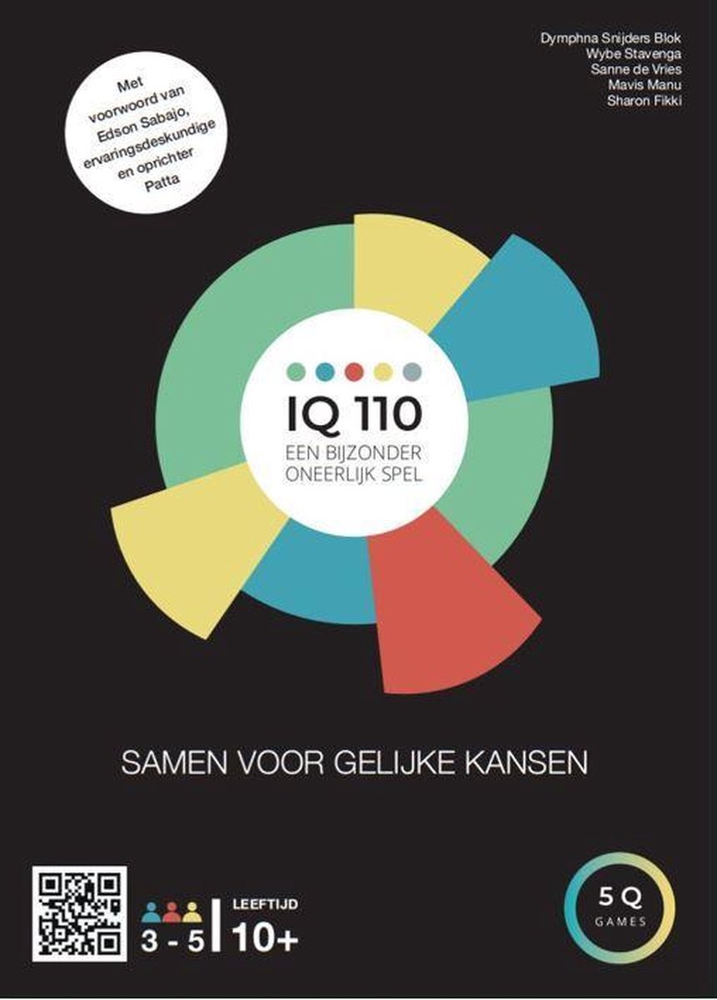 Dymphna Snijders Blok
Wybe Stavenga
Sanne de Vries
Mavis Manu
Sharon Fikki
Met
voorwoord van
Edson Sabajo,
ervaringsdeskundige
en oprichter
Patta
IQ 110
EEN BIJZONDER
ONEERLIJK SPEL
SAMEN VOOR GELIJKE KANSEN
3 - 5
LEEFTIJD
10+
5 Q
GAMES